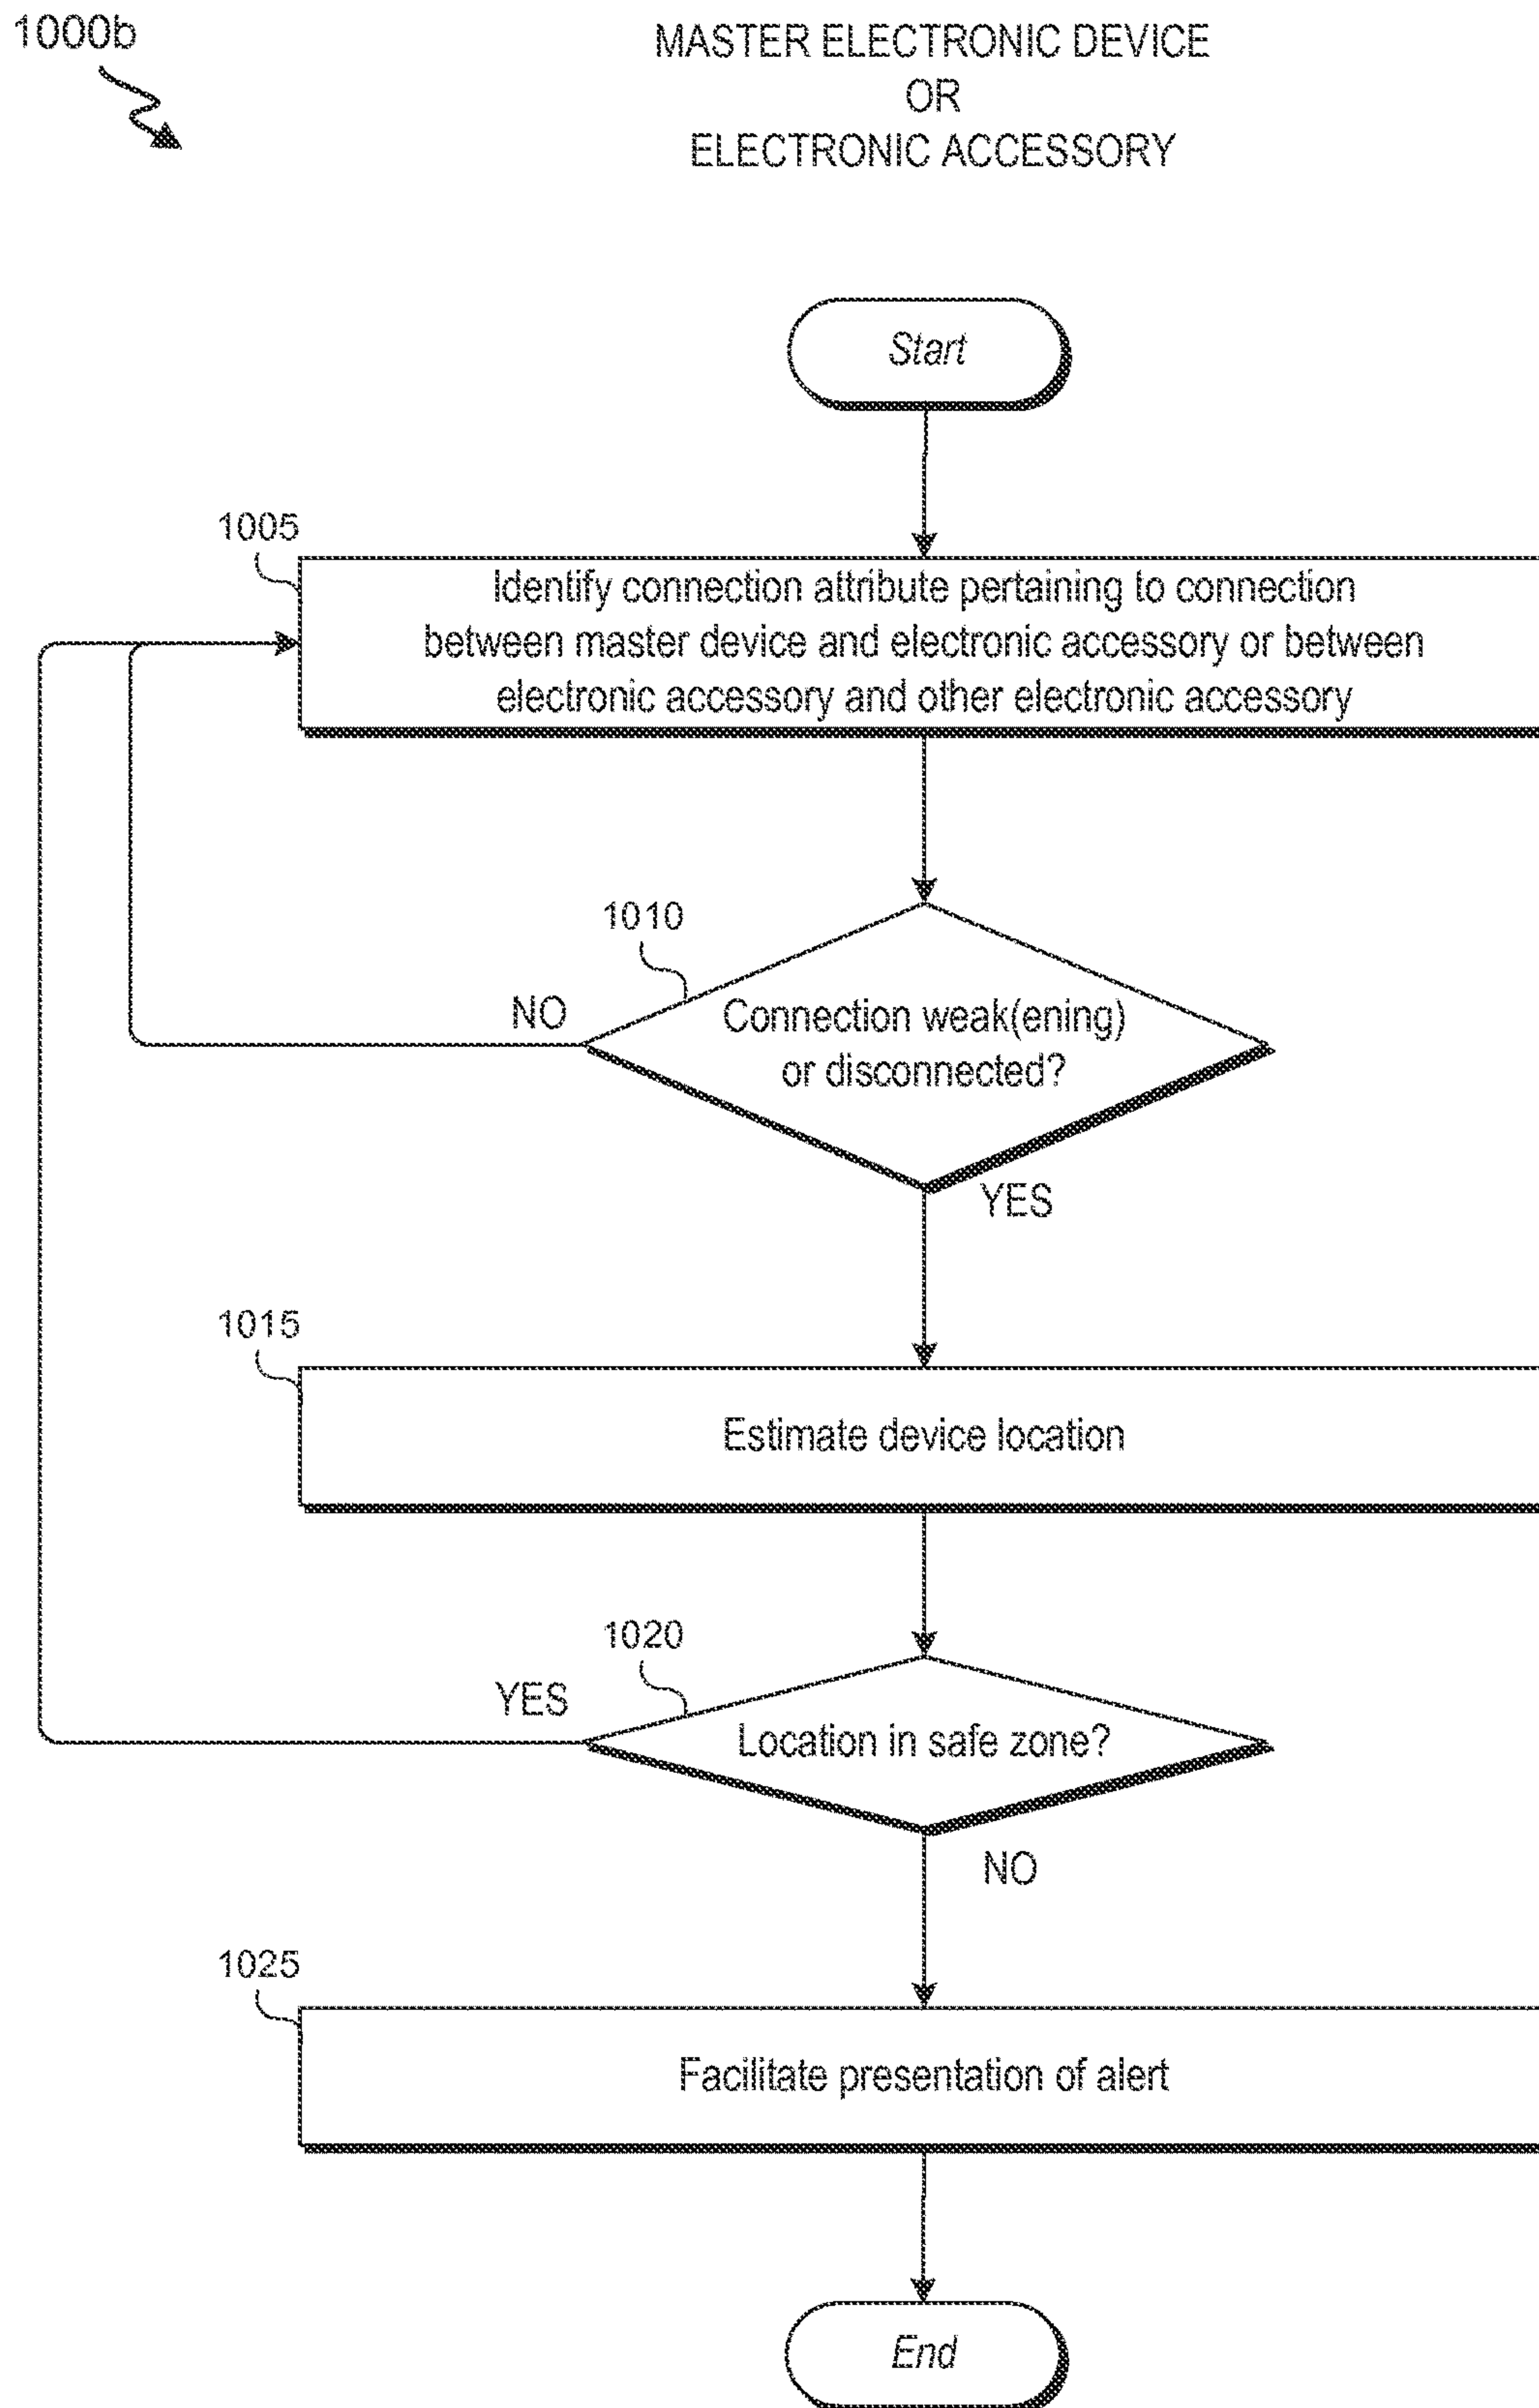 1000b
MASTER ELECTRONIC DEVICE
OR
ELECTRONIC ACCESSORY
Start
1005
Identify connection attribute pertaining to connection
between master device and electronic accessory or between
electronic accessory and other electronic accessory
1010
NO
Connection weak(ening)
or disconnected?
YES
1015
Estimate device location
1020
YES
Location in safe zone?
NO
1025
Facilitate presentation of alert
End